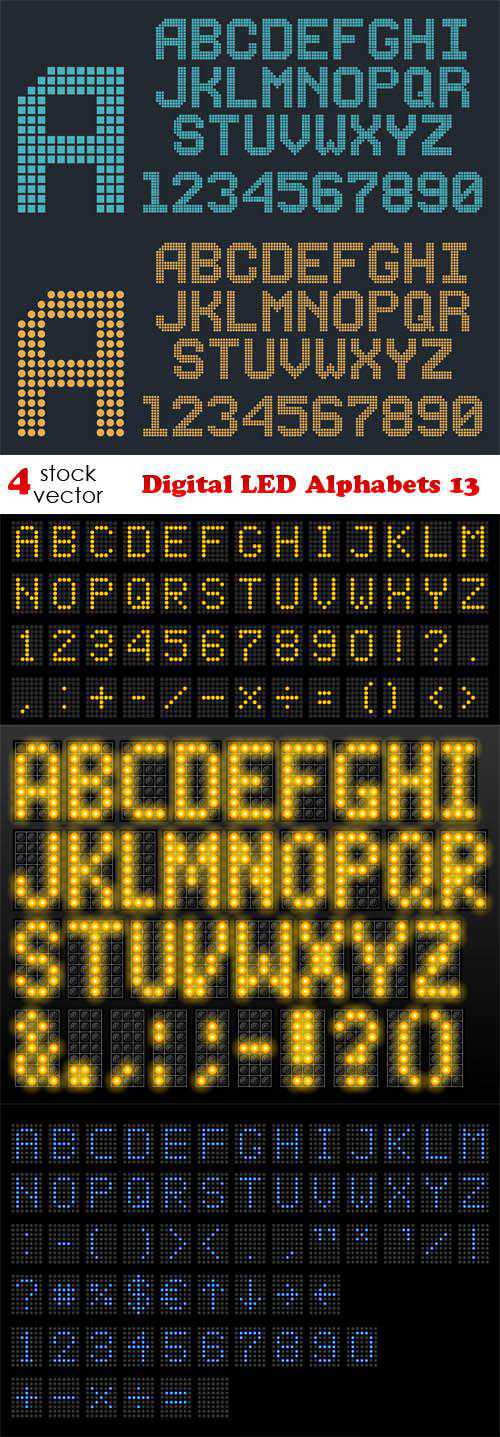 A
ABCDEFGHI
JKLMNOPQR
STUVWXYZ
1234567890
A
ABCDEFGHI
JKLMNOPQR
STUVWXYZ
1234567890
4 stock vector
Digital LED Alphabets 13
ABCDEFGHIJKLM
NOPQRSTUVWXYZ
1234567890!?.
,:+-/—×÷=()<>
ABCDEFGHI
JKLMNOPQR
STUVWXYZ
&.,:;-!?()
ABCDEFGHIJKLM
NOPQRSTUVWXYZ
:-()><.,"*'/!
?#%$€↑↓→←
1234567890
+-×÷=